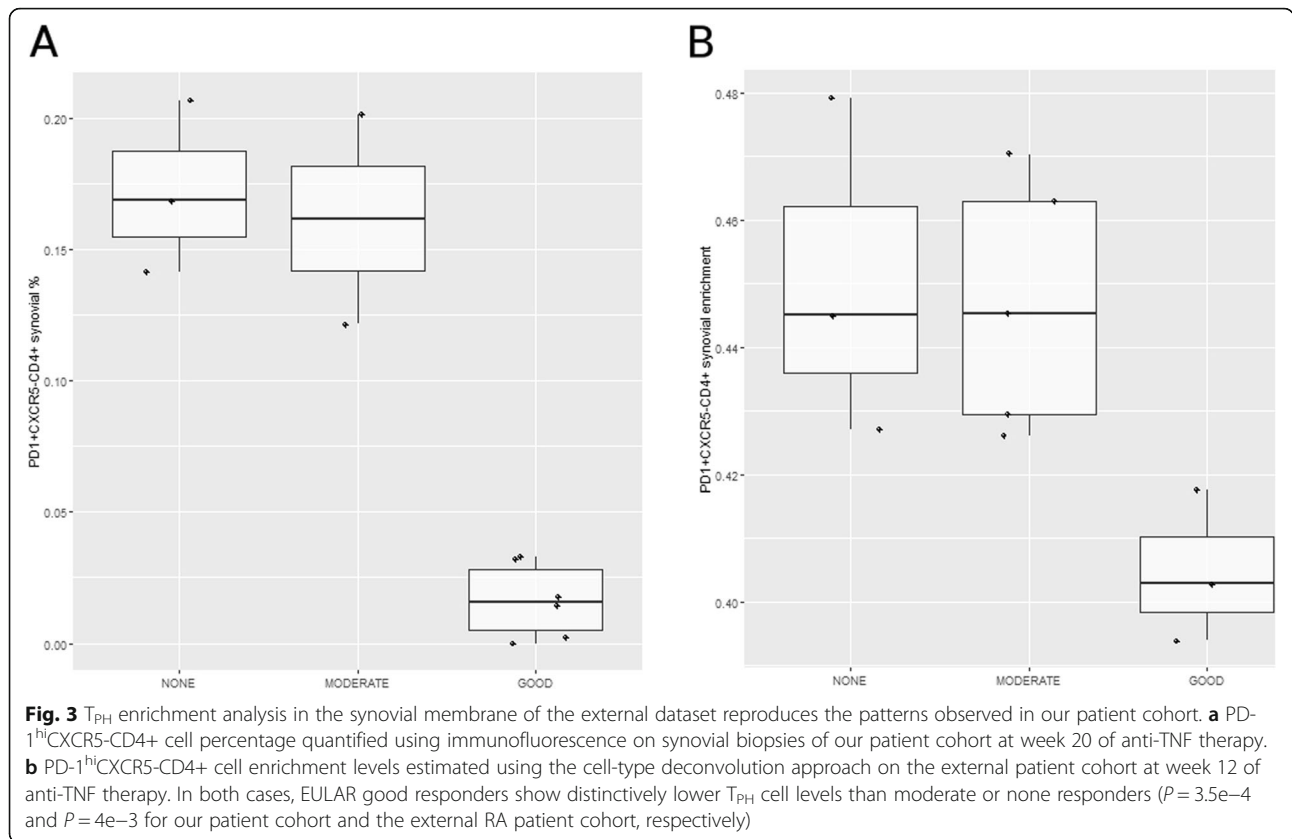 A
B
PD1+CXCR5-CD4+ synovial %
0.20
0.15
0.10
0.05
0.00
NONE MODERATE GOOD
PD1+CXCR5-CD4+ synovial enrichment
0.48
0.46
0.44
0.42
0.40
NONE MODERATE GOOD
Fig. 3 TPH enrichment analysis in the synovial membrane of the external dataset reproduces the patterns observed in our patient cohort. a PD-
1hiCXCR5-CD4+ cell percentage quantified using immunofluorescence on synovial biopsies of our patient cohort at week 20 of anti-TNF therapy.
b PD-1hiCXCR5-CD4+ cell enrichment levels estimated using the cell-type deconvolution approach on the external patient cohort at week 12 of
anti-TNF therapy. In both cases, EULAR good responders show distinctively lower TPH cell levels than moderate or none responders (P = 3.5e−4
and P = 4e−3 for our patient cohort and the external RA patient cohort, respectively)